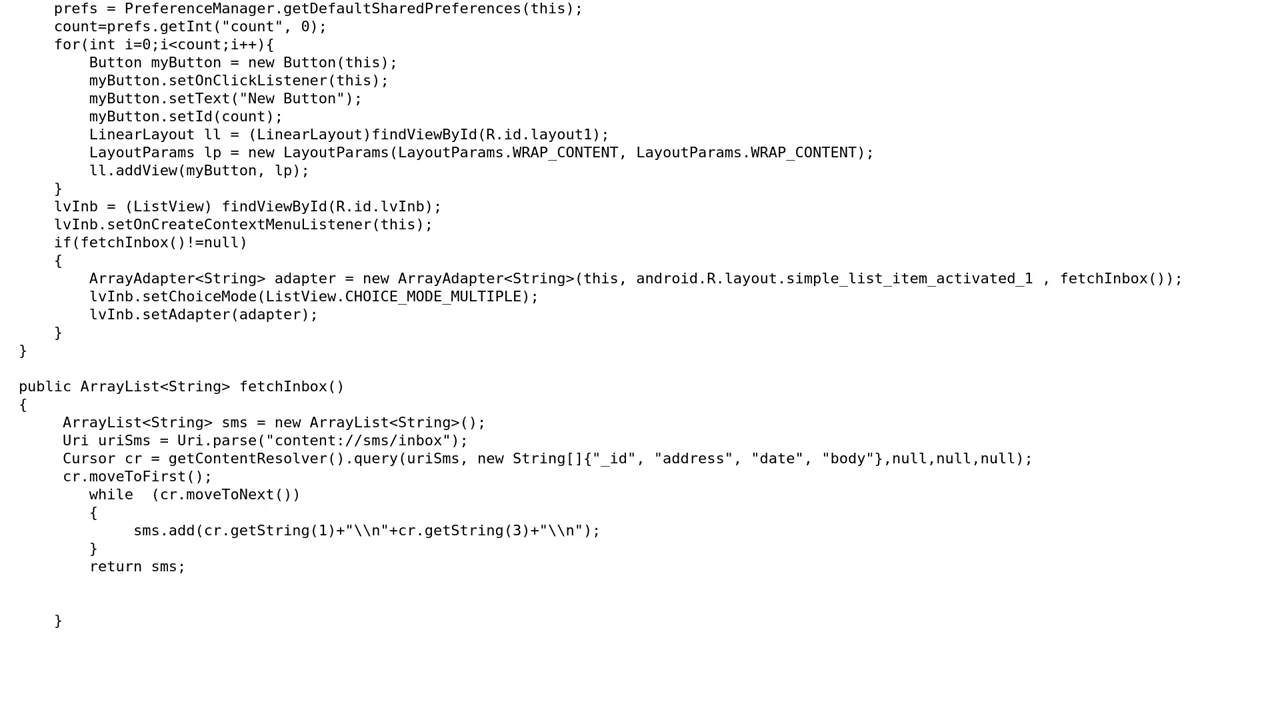 prefs = PreferenceManager.getDefaultSharedPreferences(this);
count=prefs.getInt("count", 0);
for(int i=0;i<count;i++){
Button myButton = new Button(this);
myButton.setOnClickListener(this);
myButton.setText("New Button");
myButton.setId(count);
LinearLayout ll = (LinearLayout)findViewById(R.id.layout1);
LayoutParams lp = new LayoutParams(LayoutParams.WRAP_CONTENT, LayoutParams.WRAP_CONTENT);
ll.addView(myButton, lp);
}
lvInb = (ListView) findViewById(R.id.lvInb);
lvInb.setOnCreateContextMenuListener(this);
if(fetchInbox()!=null)
{
ArrayAdapter<String> adapter = new ArrayAdapter<String>(this, android.R.layout.simple_list_item_activated_1 , fetchInbox());
lvInb.setChoiceMode(ListView.CHOICE_MODE_MULTIPLE);
lvInb.setAdapter(adapter);
}
}
public ArrayList<String> fetchInbox()
{
ArrayList<String> sms = new ArrayList<String>();
Uri uriSms = Uri.parse("content://sms/inbox");
Cursor cr = getContentResolver().query(uriSms, new String[]{"_id", "address", "date", "body"},null,null,null);
cr.moveToFirst();
while  (cr.moveToNext())
{
sms.add(cr.getString(1)+"\\n"+cr.getString(3)+"\\n");
}
return sms;
}